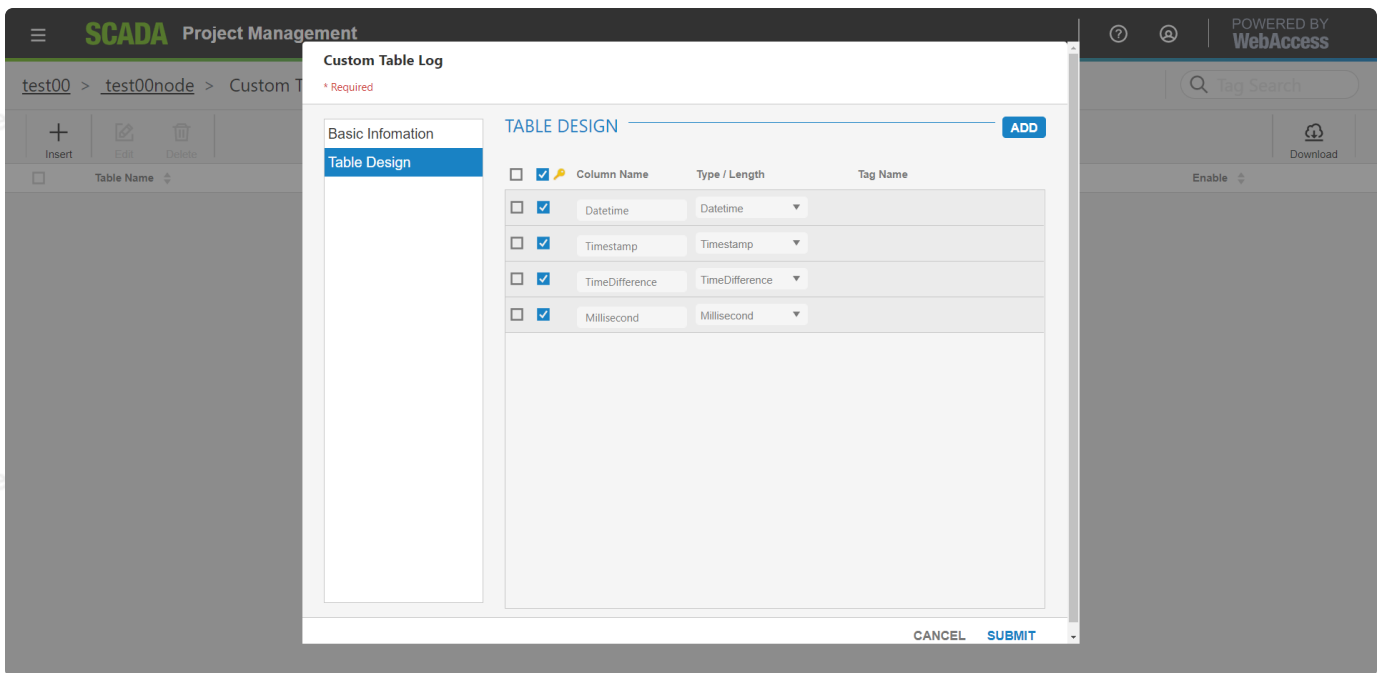 SCADA Project Management
POWERED BY
WebAccess
test00 > test00node > Custom T
Tag Search
Insert
Edit
Delete
Download
Table Name
Enable
Custom Table Log
* Required
Basic Infomation
Table Design
TABLE DESIGN
ADD
Column Name Type / Length Tag Name
Datetime Datetime
Timestamp Timestamp
TimeDifference TimeDifference
Millisecond Millisecond
CANCEL SUBMIT